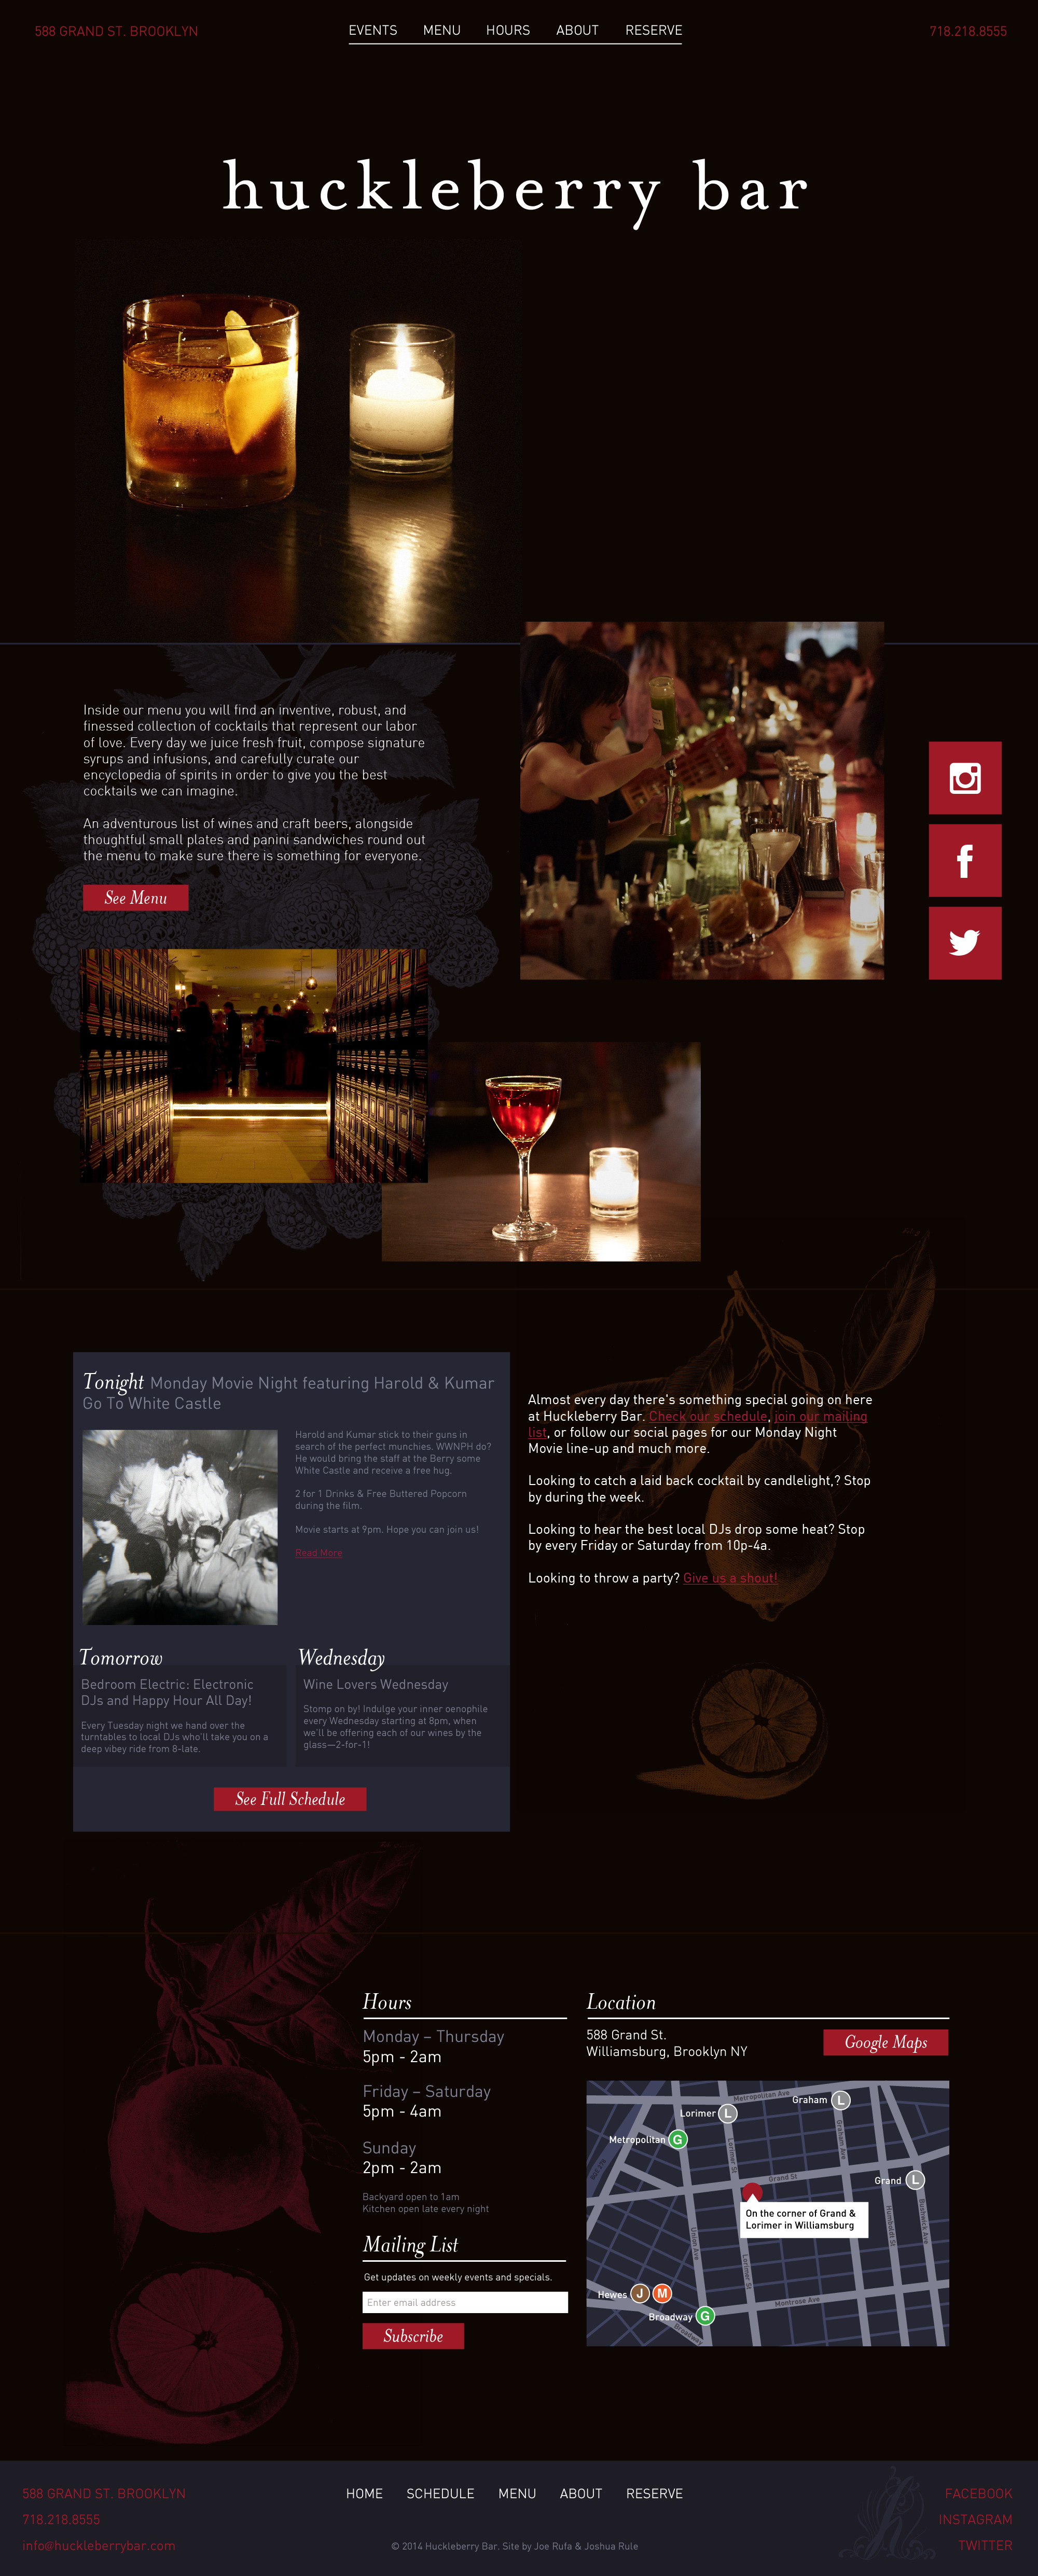 588 GRAND ST. BROOKLYN
EVENTS MENU HOURS ABOUT RESERVE
718.218.8555
huckleberry bar
Inside our menu you will find an inventive, robust, and
finessed collection of cocktails that represent our labor
of love. Every day we juice fresh fruit, compose signature
syrups and infusions, and carefully curate our
encyclopedia of spirits in order to give you the best
cocktails we can imagine.
An adventurous list of wines and craft beers, alongside
thoughtful small plates and panini sandwiches round out
the menu to make sure there is something for everyone.
See Menu
Tonight Monday Movie Night featuring Harold & Kumar
Go To White Castle
Harold and Kumar stick to their guns in
search of the perfect munchies. WWNPH do?
He would bring the staff at the Berry some
White Castle and receive a free hug.
2 for 1 Drinks & Free Buttered Popcorn
during the film.
Movie starts at 9pm. Hope you can join us!
Read More
Tomorrow
Bedroom Electric: Electronic
DJs and Happy Hour All Day!
Every Tuesday night we hand over the
turntables to local DJs who'll take you on a
deep vibey ride from 8-late.
Wednesday
Wine Lovers Wednesday
Stomp on by! Indulge your inner oenophile
every Wednesday starting at 8pm, when
we'll be offering each of our wines by the
glass—2-for-1!
See Full Schedule
Almost every day there's something special going on here
at Huckleberry Bar. Check our schedule, join our mailing
list, or follow our social pages for our Monday Night
Movie line-up and much more.
Looking to catch a laid back cocktail by candlelight,? Stop
by during the week.
Looking to hear the best local DJs drop some heat? Stop
by every Friday or Saturday from 10p-4a.
Looking to throw a party? Give us a shout!
Hours
Monday – Thursday
5pm - 2am
Friday – Saturday
5pm - 4am
Sunday
2pm - 2am
Backyard open to 1am
Kitchen open late every night
Mailing List
Get updates on weekly events and specials.
Enter email address
Subscribe
Location
588 Grand St.
Williamsburg, Brooklyn NY
Google Maps
Metropolitan Ave
Graham L
Lorimer L
Metropolitan G
Lorimer St
Graham Ave
Grand St
Grand L
On the corner of Grand &
Lorimer in Williamsburg
Union Ave
Lorimer St
Humboldt St
Bushwick Ave
Hewes J M
Montrose Ave
Broadway G
Broadway
588 GRAND ST. BROOKLYN
718.218.8555
info@huckleberrybar.com
HOME SCHEDULE MENU ABOUT RESERVE
© 2014 Huckleberry Bar. Site by Joe Rufa & Joshua Rule
FACEBOOK
INSTAGRAM
TWITTER